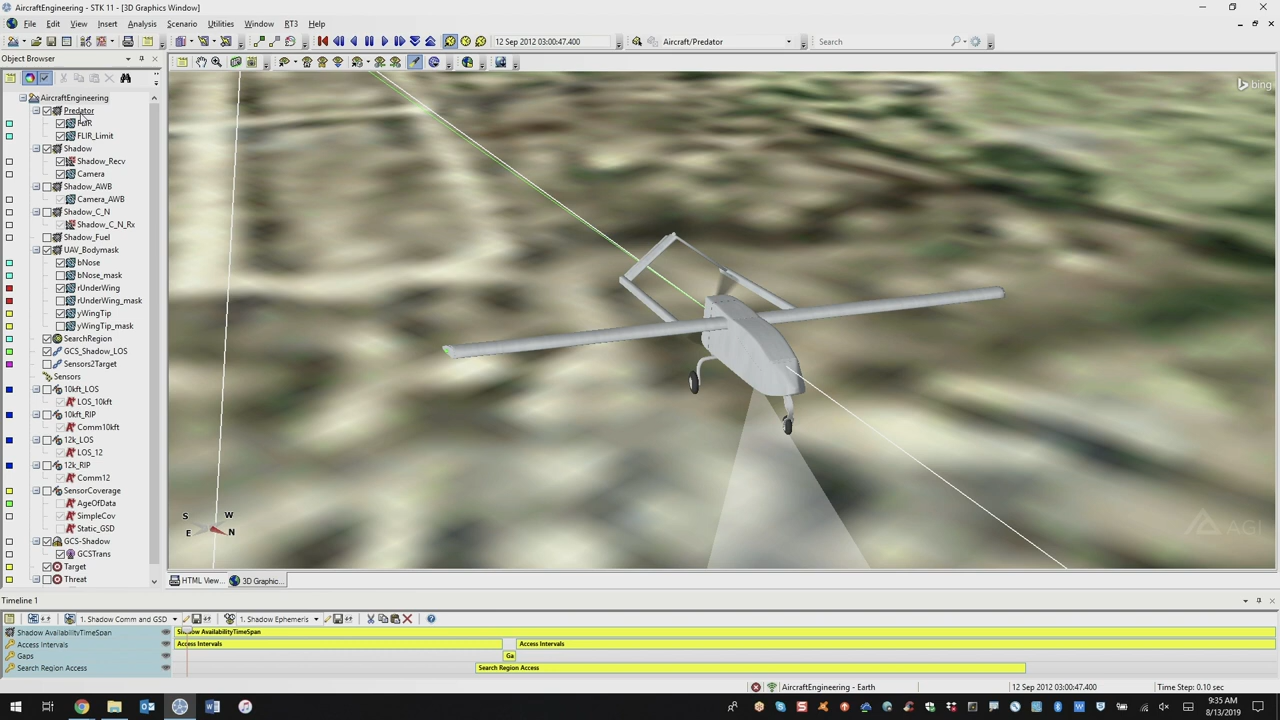 AircraftEngineering - STK 11 - [3D Graphics Window]
File Edit View Insert Analysis Scenario Utilities Window RT3 Help
12 Sep 2012 03:00:47.400
Aircraft/Predator
Search
Object Browser
AircraftEngineering
Predator
FLIR_Limit
Shadow
Shadow_Recv
Camera
Shadow_AWB
Camera_AWB
Shadow_C_N
Shadow_C_N_Rx
Shadow_Fuel
UAV_Bodymask
bNose
bNose_mask
rUnderWing
rUnderWing_mask
yWingTip
yWingTip_mask
SearchRegion
GCS_Shadow_LOS
Sensors2Target
Sensors
10kft_LOS
LOS_10kft
10kft_RIP
Comm10kft
12k_LOS
LOS_12
12k_RIP
Comm12
SensorCoverage
AgeOfData
SimpleCov
Static_GSD
GCS-Shadow
GCSTrans
Target
Threat
bing
S W
E N
AGI
HTML View... 3D Graphic...
Timeline 1
1. Shadow Comm and GSD 1. Shadow Ephemeris
Shadow AvailabilityTimeSpan Shadow AvailabilityTimeSpan
Access Intervals Access Intervals Access Intervals
Gaps Ga
Search Region Access Search Region Access
AircraftEngineering - Earth 12 Sep 2012 03:00:47.400 Time Step: 0.10 sec
9:35 AM
8/13/2019